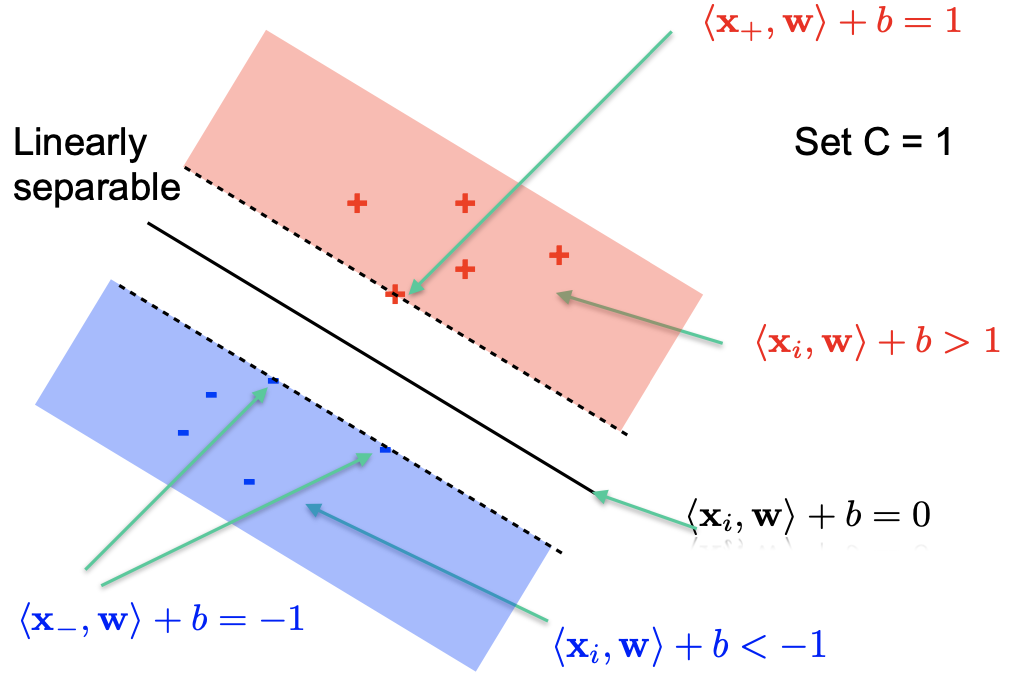 ⟨x₊, w⟩ + b = 1
Linearly
separable
Set C = 1
⟨xᵢ, w⟩ + b > 1
⟨xᵢ, w⟩ + b = 0
⟨x₋, w⟩ + b = −1
⟨xᵢ, w⟩ + b < −1